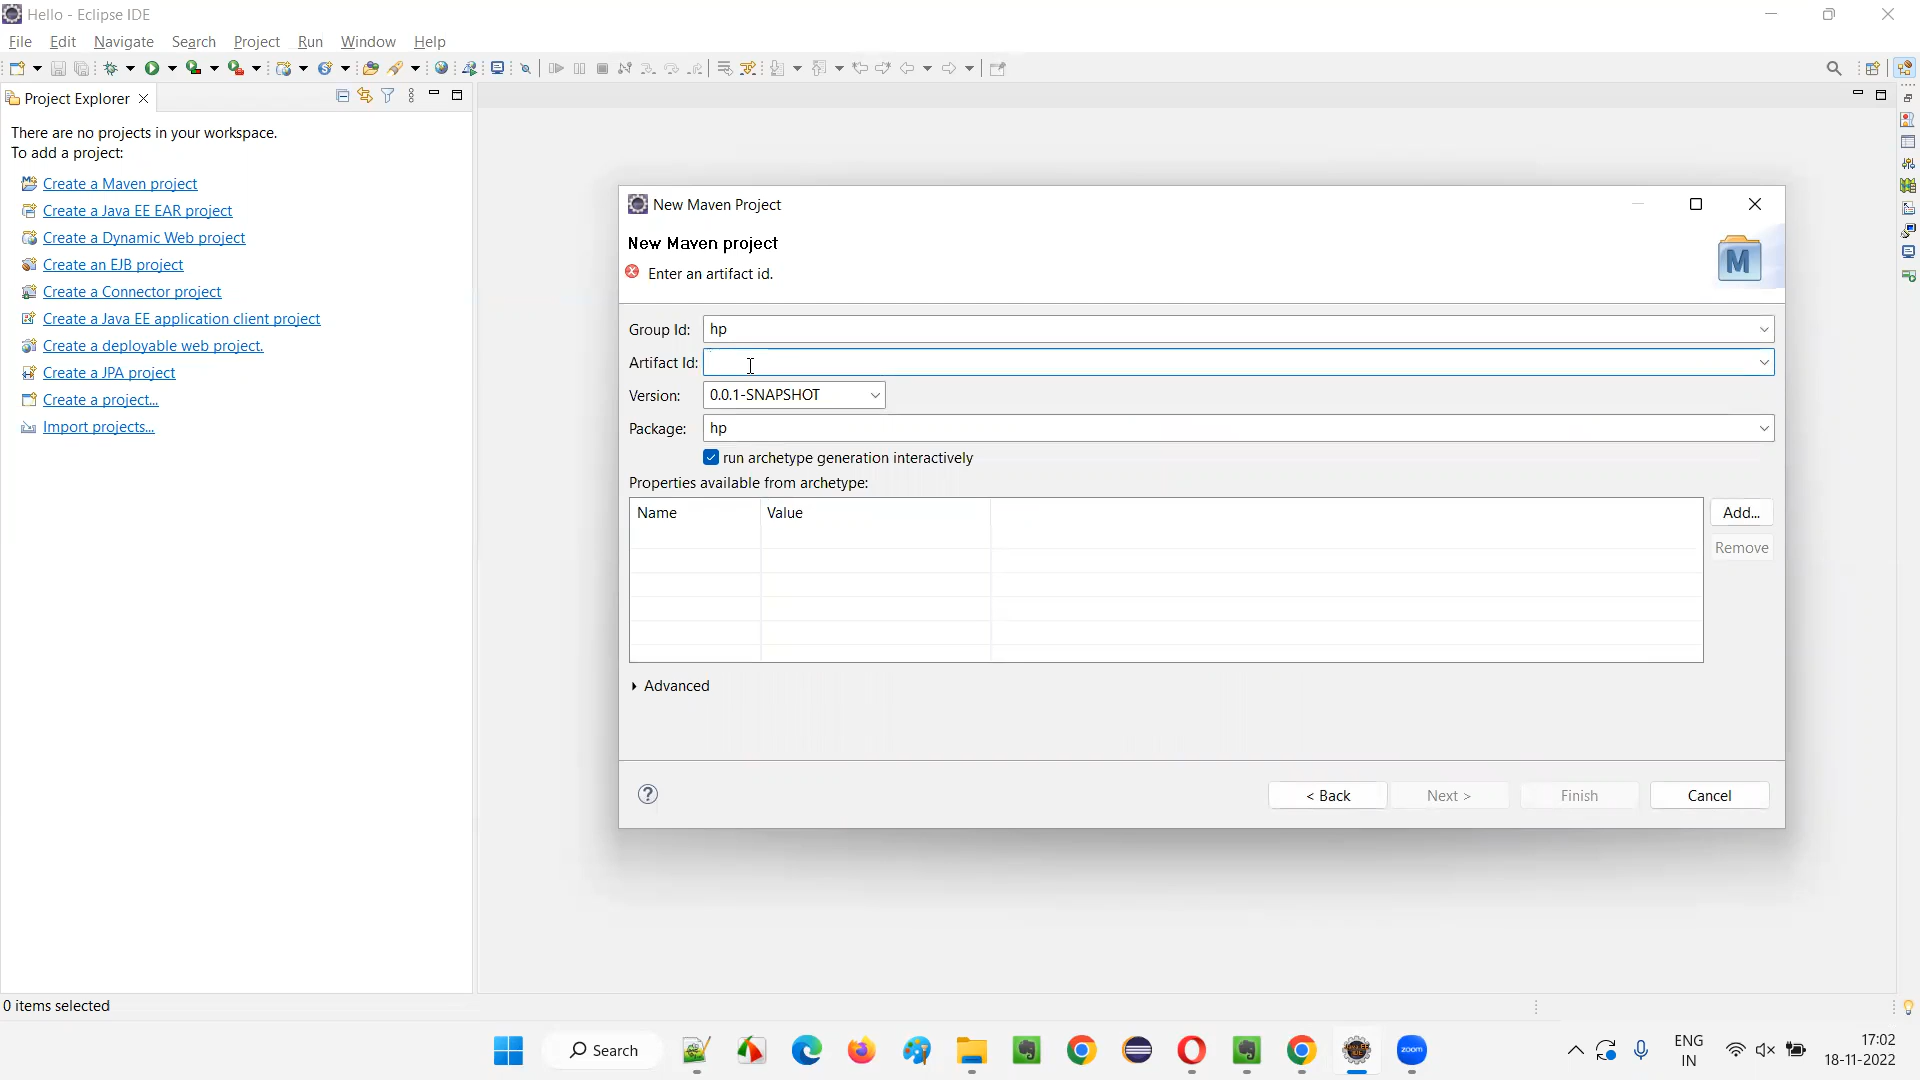 Hello - Eclipse IDE
File Edit Navigate Search Project Run Window Help
Project Explorer
There are no projects in your workspace.
To add a project:
Create a Maven project
Create a Java EE EAR project
Create a Dynamic Web project
Create an EJB project
Create a Connector project
Create a Java EE application client project
Create a deployable web project.
Create a JPA project
Create a project...
Import projects...
New Maven Project
New Maven project
Enter an artifact id.
M
Group Id: hp
Artifact Id:
Version: 0.0.1-SNAPSHOT
Package: hp
run archetype generation interactively
Properties available from archetype:
Name Value
Add...
Remove
Advanced
?
< Back Next > Finish Cancel
0 items selected
Search
zoom
ENG
IN
17:02
18-11-2022